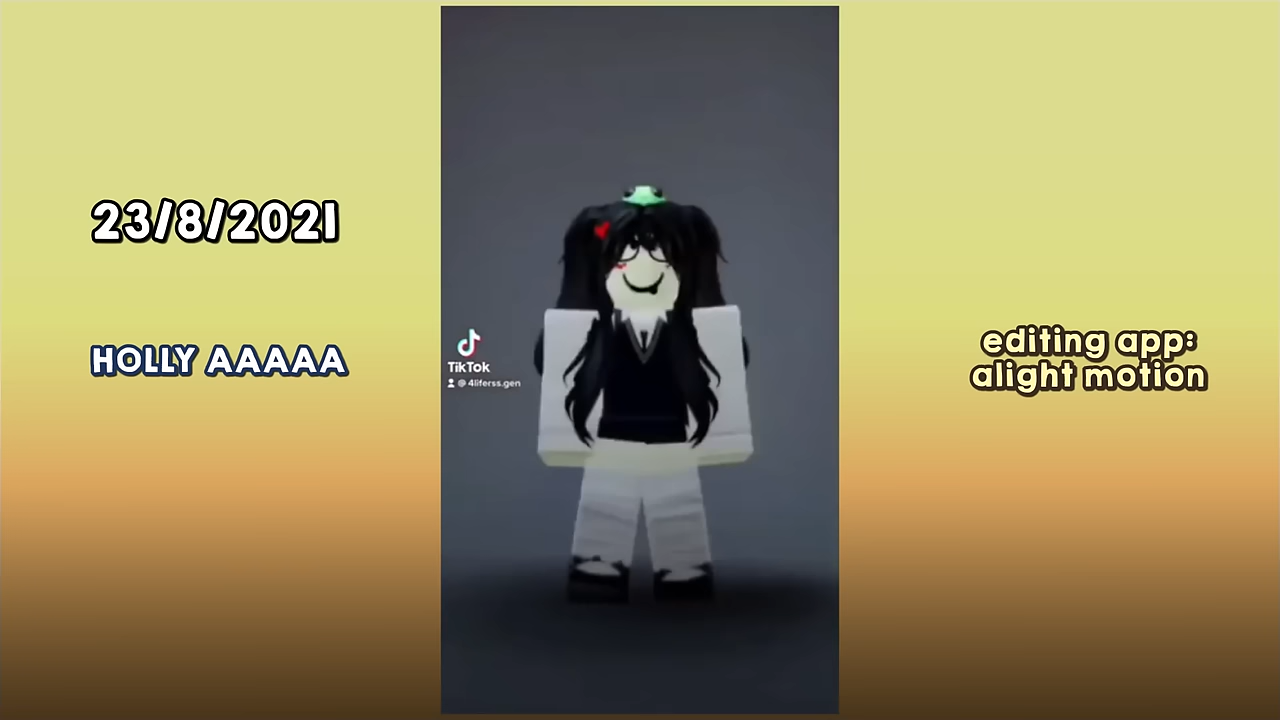 23/8/2021
HOLLY AAAAA
TikTok
@ 4liferss.gen
editing app:
alight motion